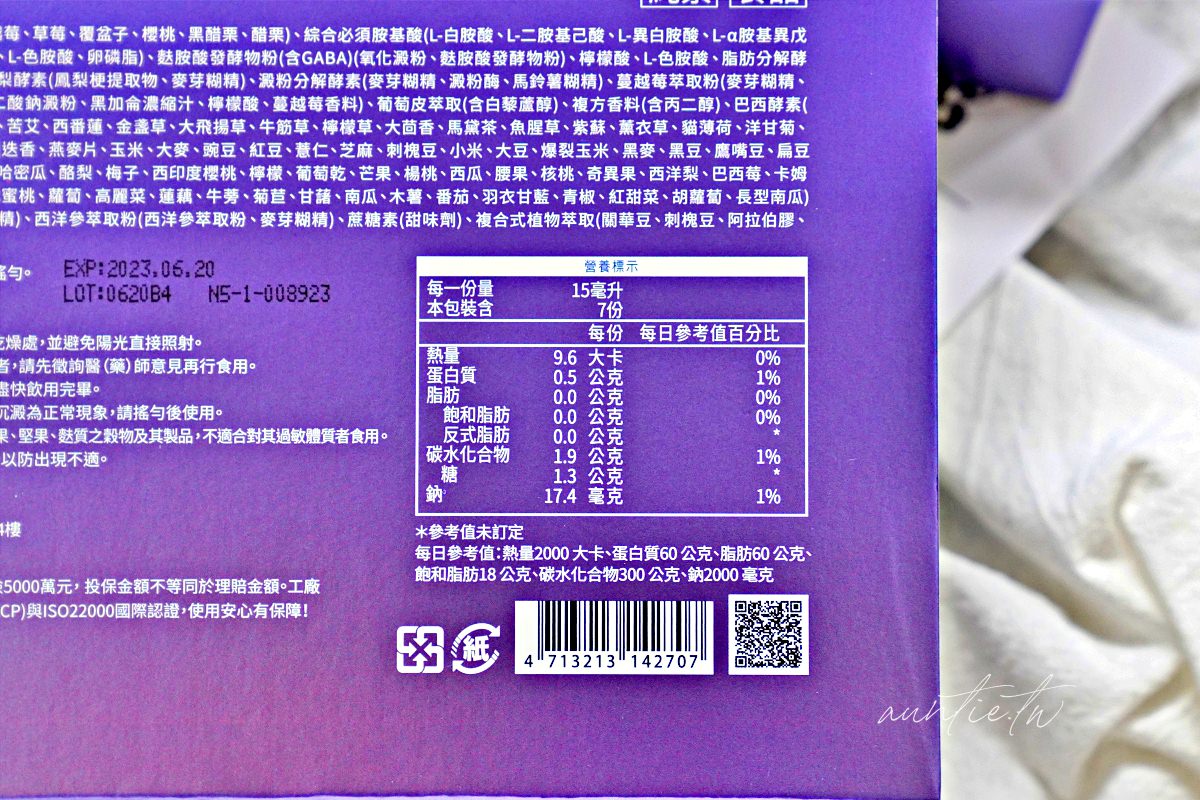 莓、草莓、覆盆子、櫻桃、黑醋栗、醋栗)、綜合必須胺基酸(L-白胺酸、L-二胺基己酸、L-異白胺酸、L-α胺基異戊
、L-色胺酸、卵磷脂)、麩胺酸發酵物粉(含GABA)(氧化澱粉、麩胺酸發酵物粉)、檸檬酸、L-色胺酸、脂肪分解酵
梨酵素(鳳梨梗提取物、麥芽糊精)、澱粉分解酵素(麥芽糊精、澱粉酶、馬鈴薯糊精)、蔓越莓萃取粉(麥芽糊精、
二酸鈉澱粉、黑加侖濃縮汁、檸檬酸、蔓越莓香料)、葡萄皮萃取(含白藜蘆醇)、複方香料(含丙二醇)、巴西酵素(
、苦艾、西番蓮、金盞草、大飛揚草、牛筋草、檸檬草、大茴香、馬黛茶、魚腥草、紫蘇、薰衣草、貓薄荷、洋甘菊、
迭香、燕麥片、玉米、大麥、豌豆、紅豆、薏仁、芝麻、刺槐豆、小米、大豆、爆裂玉米、黑麥、黑豆、鷹嘴豆、扁豆
哈密瓜、酪梨、梅子、西印度櫻桃、檸檬、葡萄乾、芒果、楊桃、西瓜、腰果、核桃、奇異果、西洋梨、巴西莓、卡姆
蜜桃、蘿蔔、高麗菜、蓮藕、牛蒡、菊苣、甘藷、南瓜、木薯、番茄、羽衣甘藍、青椒、紅甜菜、胡蘿蔔、長型南瓜)
精)、西洋參萃取粉(西洋參萃取粉、麥芽糊精)、蔗糖素(甜味劑)、複合式植物萃取(關華豆、刺槐豆、阿拉伯膠、
搖勻。
EXP:2023.06.20
LOT:0620B4 N5-1-008923
乾燥處,並避免陽光直接照射。
者,請先徵詢醫(藥)師意見再行食用。
盡快飲用完畢。
沉澱為正常現象,請搖勻後使用。
果、堅果、麩質之穀物及其製品,不適合對其過敏體質者食用。
以防出現不適。
4樓
5000萬元,投保金額不等同於理賠金額。工廠
CP)與ISO22000國際認證,使用安心有保障!
營養標示
每一份量 15毫升
本包裝含 7份
每份 每日參考值百分比
熱量 9.6 大卡 0%
蛋白質 0.5 公克 1%
脂肪 0.0 公克 0%
飽和脂肪 0.0 公克 0%
反式脂肪 0.0 公克 *
碳水化合物 1.9 公克 1%
糖 1.3 公克 *
鈉 17.4 毫克 1%
*參考值未訂定
每日參考值:熱量2000 大卡、蛋白質60 公克、脂肪60 公克、
飽和脂肪18 公克、碳水化合物300 公克、鈉2000 毫克
紙
4 713213 142707
auntie.tw